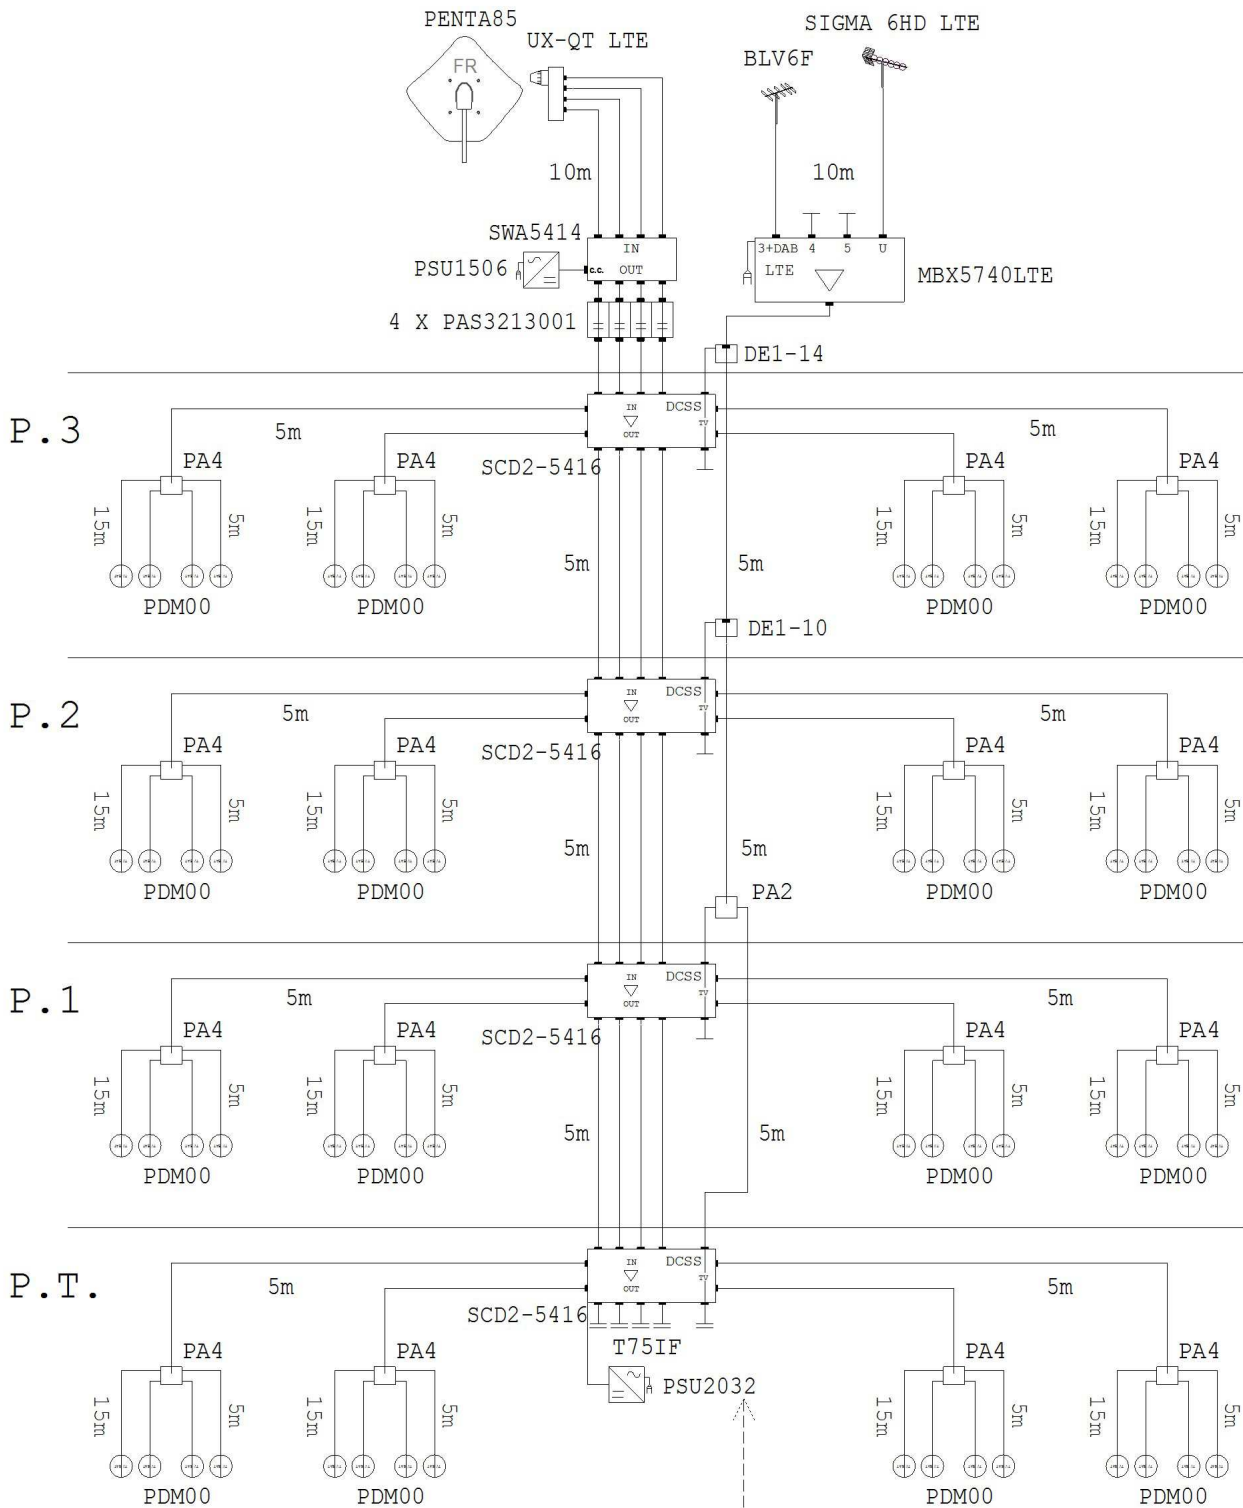 PENTA85
UX-QT LTE
SIGMA 6HD LTE
BLV6F
FR
10m
10m
SWA5414
IN
3+DAB 4 5 U
PSU1506
c.c.
OUT
LTE
MBX5740LTE
4 X PAS3213001
DE1-14
P.3
5m
IN
DCSS
TV
OUT
5m
SCD2-5416
PA4
PA4
PA4
PA4
15m
5m
15m
5m
15m
5m
15m
5m
5m
5m
PDM00
PDM00
PDM00
PDM00
DE1-10
P.2
5m
IN
DCSS
TV
OUT
5m
SCD2-5416
PA4
PA4
PA4
PA4
15m
5m
15m
5m
15m
5m
15m
5m
5m
5m
PDM00
PDM00
PDM00
PDM00
PA2
P.1
5m
IN
DCSS
TV
OUT
5m
SCD2-5416
PA4
PA4
PA4
PA4
15m
5m
15m
5m
15m
5m
15m
5m
5m
5m
PDM00
PDM00
PDM00
PDM00
P.T.
5m
IN
DCSS
TV
OUT
5m
SCD2-5416
T75IF
PA4
PA4
PA4
PA4
PSU2032
15m
5m
15m
5m
15m
5m
15m
5m
PDM00
PDM00
PDM00
PDM00